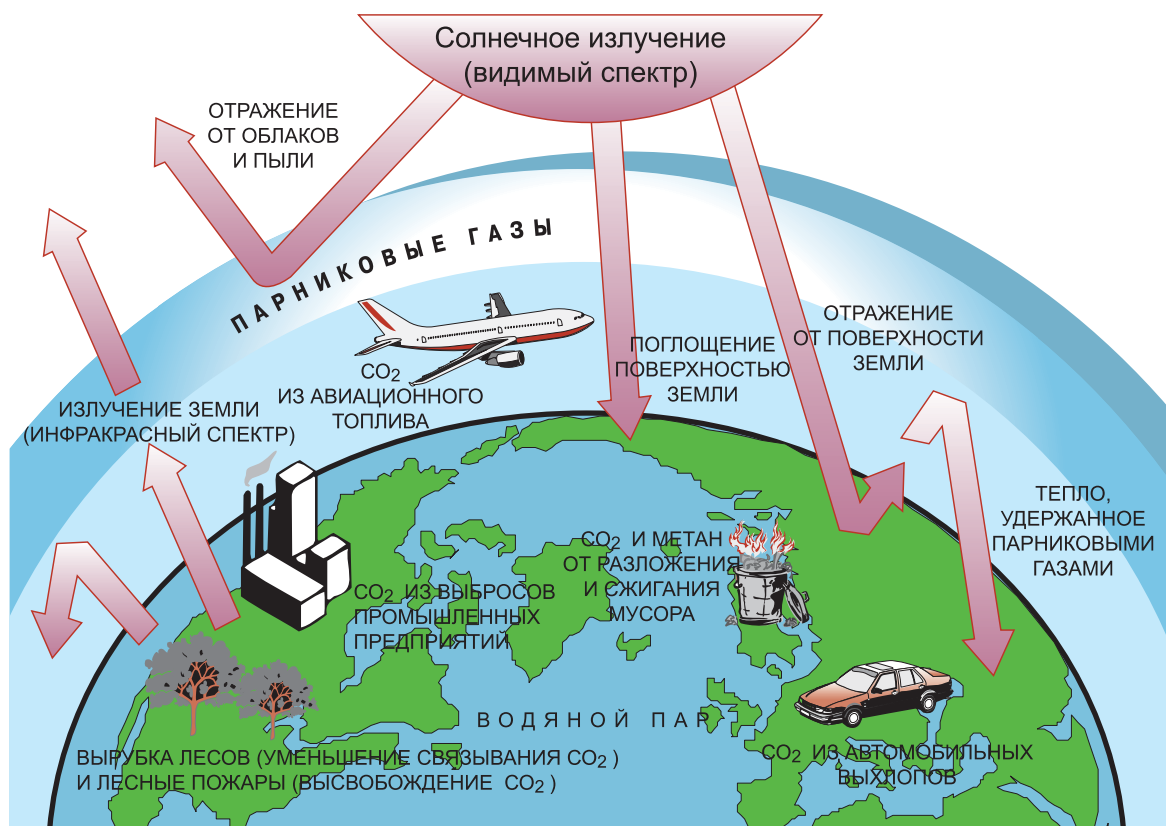 Солнечное излучение
(видимый спектр)
ОТРАЖЕНИЕ
ОТ ОБЛАКОВ
И ПЫЛИ
ПАРНИКОВЫЕ ГАЗЫ
CO2
ИЗ АВИАЦИОННОГО
ТОПЛИВА
ПОГЛОЩЕНИЕ
ПОВЕРХНОСТЬЮ
ЗЕМЛИ
ОТРАЖЕНИЕ
ОТ ПОВЕРХНОСТИ
ЗЕМЛИ
ИЗЛУЧЕНИЕ ЗЕМЛИ
(ИНФРАКРАСНЫЙ СПЕКТР)
ТЕПЛО,
УДЕРЖАННОЕ
ПАРНИКОВЫМИ
ГАЗАМИ
CO2 ИЗ ВЫБРОСОВ
ПРОМЫШЛЕННЫХ
ПРЕДПРИЯТИЙ
CO2 И МЕТАН
ОТ РАЗЛОЖЕНИЯ
И СЖИГАНИЯ
МУСОРА
ВОДЯНОЙ ПАР
ВЫРУБКА ЛЕСОВ (УМЕНЬШЕНИЕ СВЯЗЫВАНИЯ CO2 )
И ЛЕСНЫЕ ПОЖАРЫ (ВЫСВОБОЖДЕНИЕ CO2 )
CO2 ИЗ АВТОМОБИЛЬНЫХ
ВЫХЛОПОВ